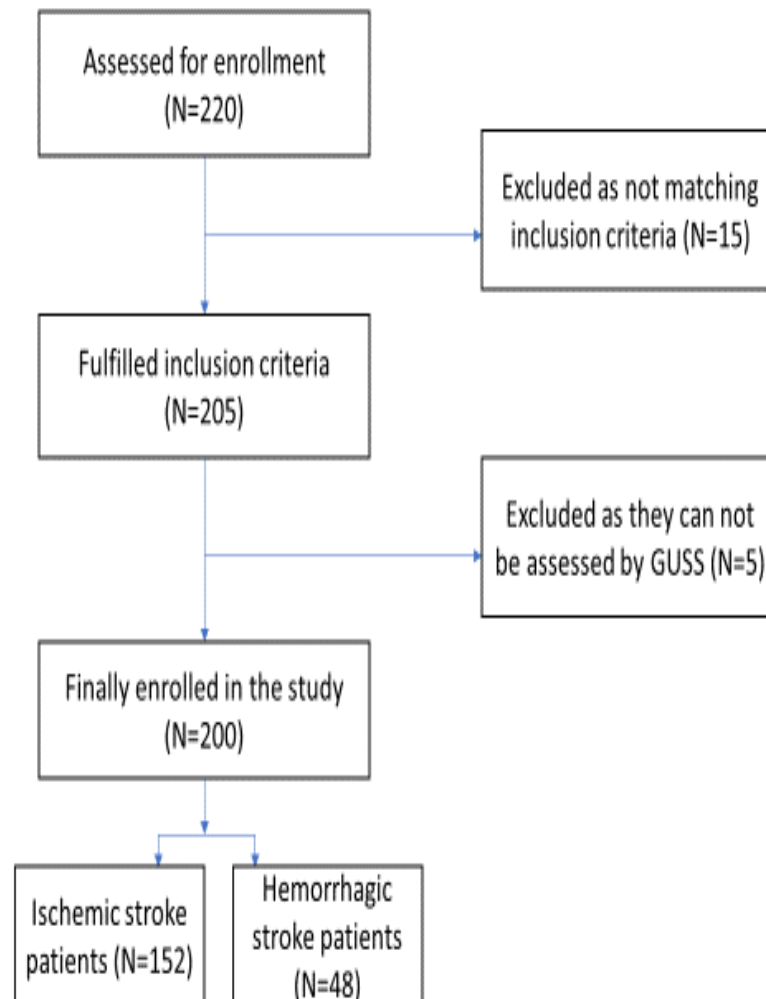 Assessed for enrollment
(N=220)
Excluded as not matching
inclusion criteria (N=15)
Fulfilled inclusion criteria
(N=205)
Excluded as they can not
be assessed by GUSS (N=5)
Finally enrolled in the study
(N=200)
Ischemic stroke
patients (N=152)
Hemorrhagic
stroke patients
(N=48)